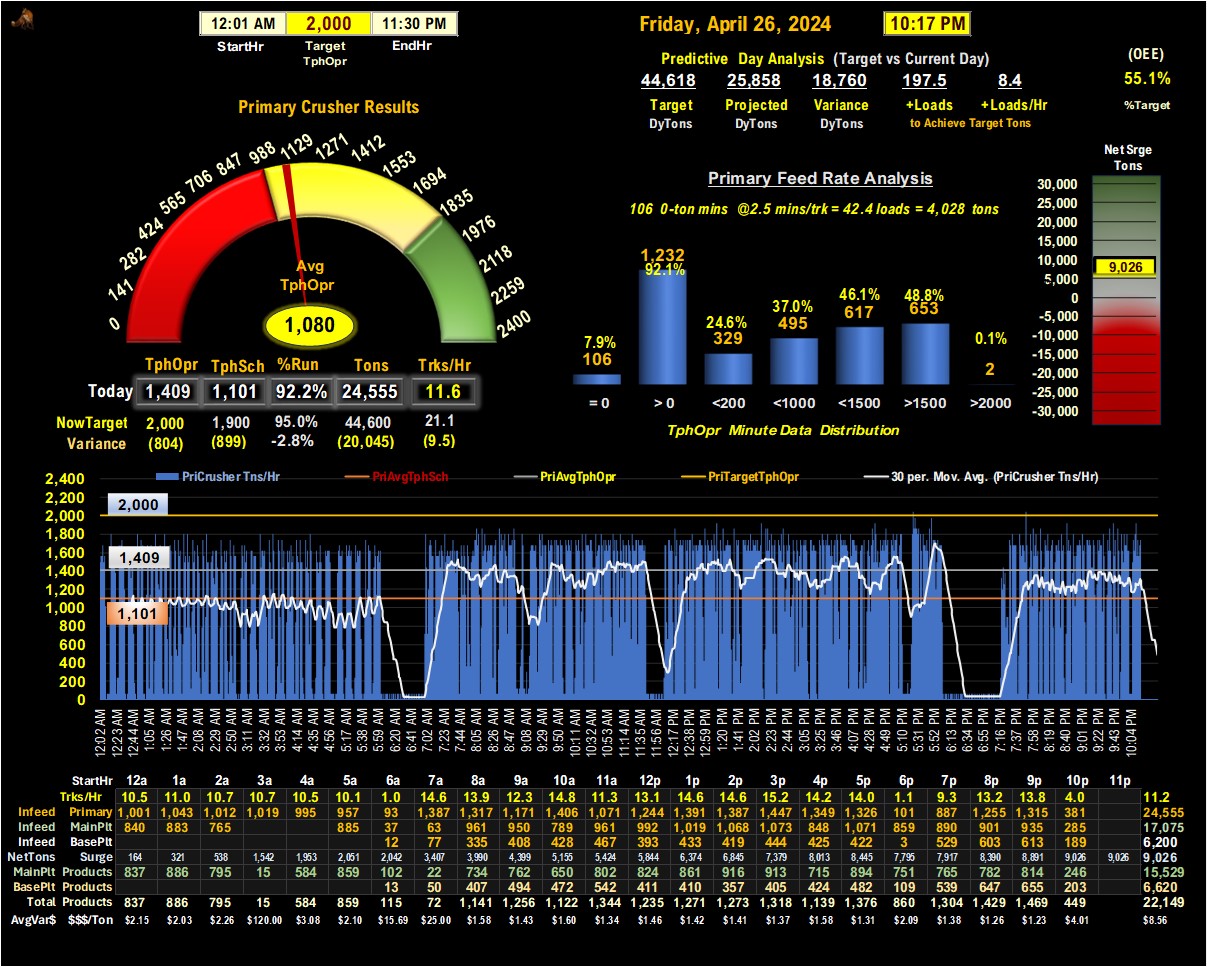 12:01 AM 2,000 11:30 PM
StartHr Target EndHr
TphOpr
Friday, April 26, 2024 10:17 PM
Predictive Day Analysis (Target vs Current Day)
44,618 25,858 18,760 197.5 8.4
Target Projected Variance +Loads +Loads/Hr
DyTons DyTons DyTons to Achieve Target Tons
(OEE)
55.1%
%Target
Primary Crusher Results
0 141 282 424 565 706 847 988 1129 1271 1412 1553 1694 1835 1976 2118 2259 2400
Avg
TphOpr
1,080
TphOpr TphSch %Run Tons Trks/Hr
Today 1,409 1,101 92.2% 24,555 11.6
NowTarget 2,000 1,900 95.0% 44,600 21.1
Variance (804) (899) -2.8% (20,045) (9.5)
Primary Feed Rate Analysis
106 0-ton mins @2.5 mins/trk = 42.4 loads = 4,028 tons
7.9% 92.1% 24.6% 37.0% 46.1% 48.8% 0.1%
106 1,232 329 495 617 653 2
= 0 > 0 <200 <1000 <1500 >1500 >2000
TphOpr Minute Data Distribution
Net Srge
Tons
30,000
25,000
20,000
15,000
10,000
9,026
5,000
0
-5,000
-10,000
-15,000
-20,000
-25,000
-30,000
PriCrusher Tns/Hr PriAvgTphSch PriAvgTphOpr PriTargetTphOpr 30 per. Mov. Avg. (PriCrusher Tns/Hr)
2,400
2,200
2,000
1,800
1,600
1,400
1,200
1,000
800
600
400
200
0
2,000
1,409
1,101
12:02 AM 12:23 AM 12:44 AM 1:05 AM 1:26 AM 1:47 AM 2:08 AM 2:29 AM 2:50 AM 3:11 AM 3:32 AM 3:53 AM 4:14 AM 4:35 AM 4:56 AM 5:17 AM 5:38 AM 5:59 AM 6:20 AM 6:41 AM 7:02 AM 7:23 AM 7:44 AM 8:05 AM 8:26 AM 8:47 AM 9:08 AM 9:29 AM 9:50 AM 10:11 AM 10:32 AM 10:53 AM 11:14 AM 11:35 AM 11:56 AM 12:17 PM 12:38 PM 12:59 PM 1:20 PM 1:41 PM 2:02 PM 2:23 PM 2:44 PM 3:05 PM 3:25 PM 3:46 PM 4:07 PM 4:28 PM 4:49 PM 5:10 PM 5:31 PM 5:52 PM 6:13 PM 6:34 PM 6:55 PM 7:16 PM 7:37 PM 7:58 PM 8:19 PM 8:40 PM 9:01 PM 9:22 PM 9:43 PM 10:04 PM
StartHr 12a 1a 2a 3a 4a 5a 6a 7a 8a 9a 10a 11a 12p 1p 2p 3p 4p 5p 6p 7p 8p 9p 10p 11p
Trks/Hr 10.5 11.0 10.7 10.7 10.5 10.1 1.0 14.6 13.9 12.3 14.8 11.3 13.1 14.6 14.6 15.2 14.2 14.0 1.1 9.3 13.2 13.8 4.0 11.2
Infeed Primary 1,001 1,043 1,012 1,019 995 957 93 1,387 1,317 1,171 1,406 1,071 1,244 1,391 1,387 1,447 1,349 1,326 101 887 1,255 1,315 381 24,555
Infeed MainPlt 840 883 765 885 37 63 961 950 789 961 992 1,019 1,068 1,073 848 1,071 859 890 901 935 285 17,075
Infeed BasePlt 12 77 335 408 428 467 393 433 419 444 425 422 3 529 603 613 189 6,200
NetTons Surge 164 321 538 1,542 1,953 2,051 2,042 3,407 3,990 4,399 5,155 5,424 5,844 6,374 6,845 7,379 8,013 8,445 7,795 7,917 8,390 8,891 9,026 9,026 9,026
MainPlt Products 837 886 795 15 584 859 102 22 734 762 650 802 824 861 916 913 715 894 751 765 782 814 246 15,529
BasePlt Products 13 50 407 494 472 542 411 410 357 405 424 482 109 539 647 655 203 6,620
Total Products 837 886 795 15 584 859 115 72 1,141 1,256 1,122 1,344 1,235 1,271 1,273 1,318 1,139 1,376 860 1,304 1,429 1,469 449 22,149
AvgVar$ $$$/Ton $2.15 $2.03 $2.26 $120.00 $3.08 $2.10 $15.69 $25.00 $1.58 $1.43 $1.60 $1.34 $1.46 $1.42 $1.41 $1.37 $1.58 $1.31 $2.09 $1.38 $1.26 $1.23 $4.01 $8.56